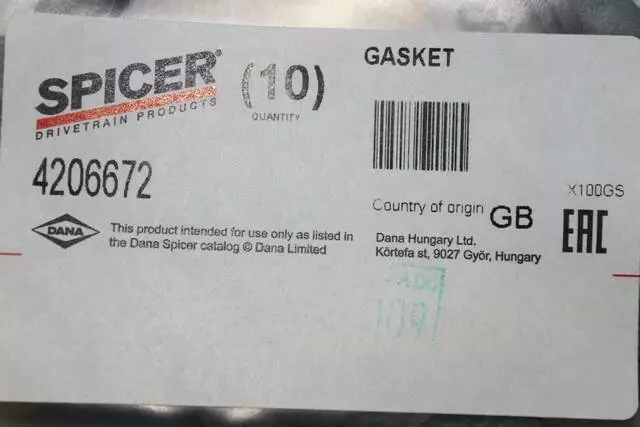 GASKET
SPICER®
DRIVETRAIN PRODUCTS
(10)
QUANTITY
4206672
X100GS
Country of origin GB
EAC
DANA
This product intended for use only as listed in
the Dana Spicer catalog © Dana Limited
Dana Hungary Ltd.
Körtefa st, 9027 Győr, Hungary